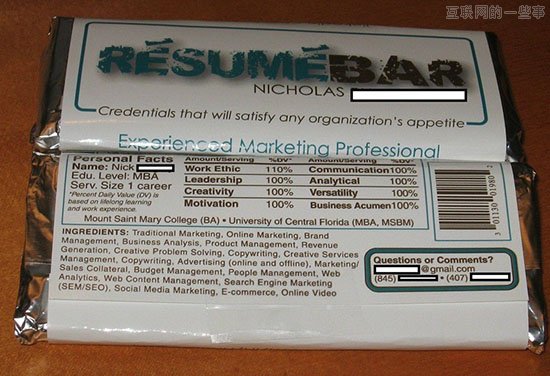 互联网的一些事
RÉSUMÉBAR
NICHOLAS
Credentials that will satisfy any organization's appetite
Experienced Marketing Professional
Personal Facts
Name: Nick
Edu. Level: MBA
Serv. Size 1 career
*Percent Daily Value (DV) is
based on lifelong learning
and work experience.
Amount/Serving %DV* Amount/Serving %DV*
Work Ethic 110% Communication100%
Leadership 100% Analytical 100%
Creativity 100% Versatility 100%
Motivation 100% Business Acumen100%
Mount Saint Mary College (BA) • University of Central Florida (MBA, MSBM)
INGREDIENTS: Traditional Marketing, Online Marketing, Brand
Management, Business Analysis, Product Management, Revenue
Generation, Creative Problem Solving, Copywriting, Creative Services
Management, Copywriting, Advertising (online and offline), Marketing/
Sales Collateral, Budget Management, People Management, Web
Analytics, Web Content Management, Search Engine Marketing
(SEM/SEO), Social Media Marketing, E-commerce, Online Video
3 01130 01980 2
Questions or Comments?
@gmail.com
(845) • (407)